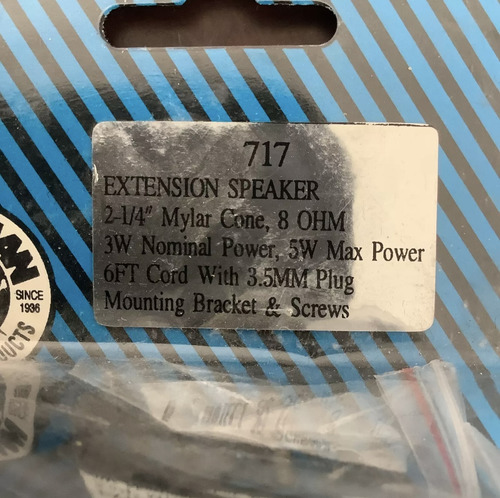 717
EXTENSION SPEAKER
2-1/4" Mylar Cone, 8 OHM
3W Nominal Power, 5W Max Power
6FT Cord With 3.5MM Plug
Mounting Bracket & Screws
SINCE
1936